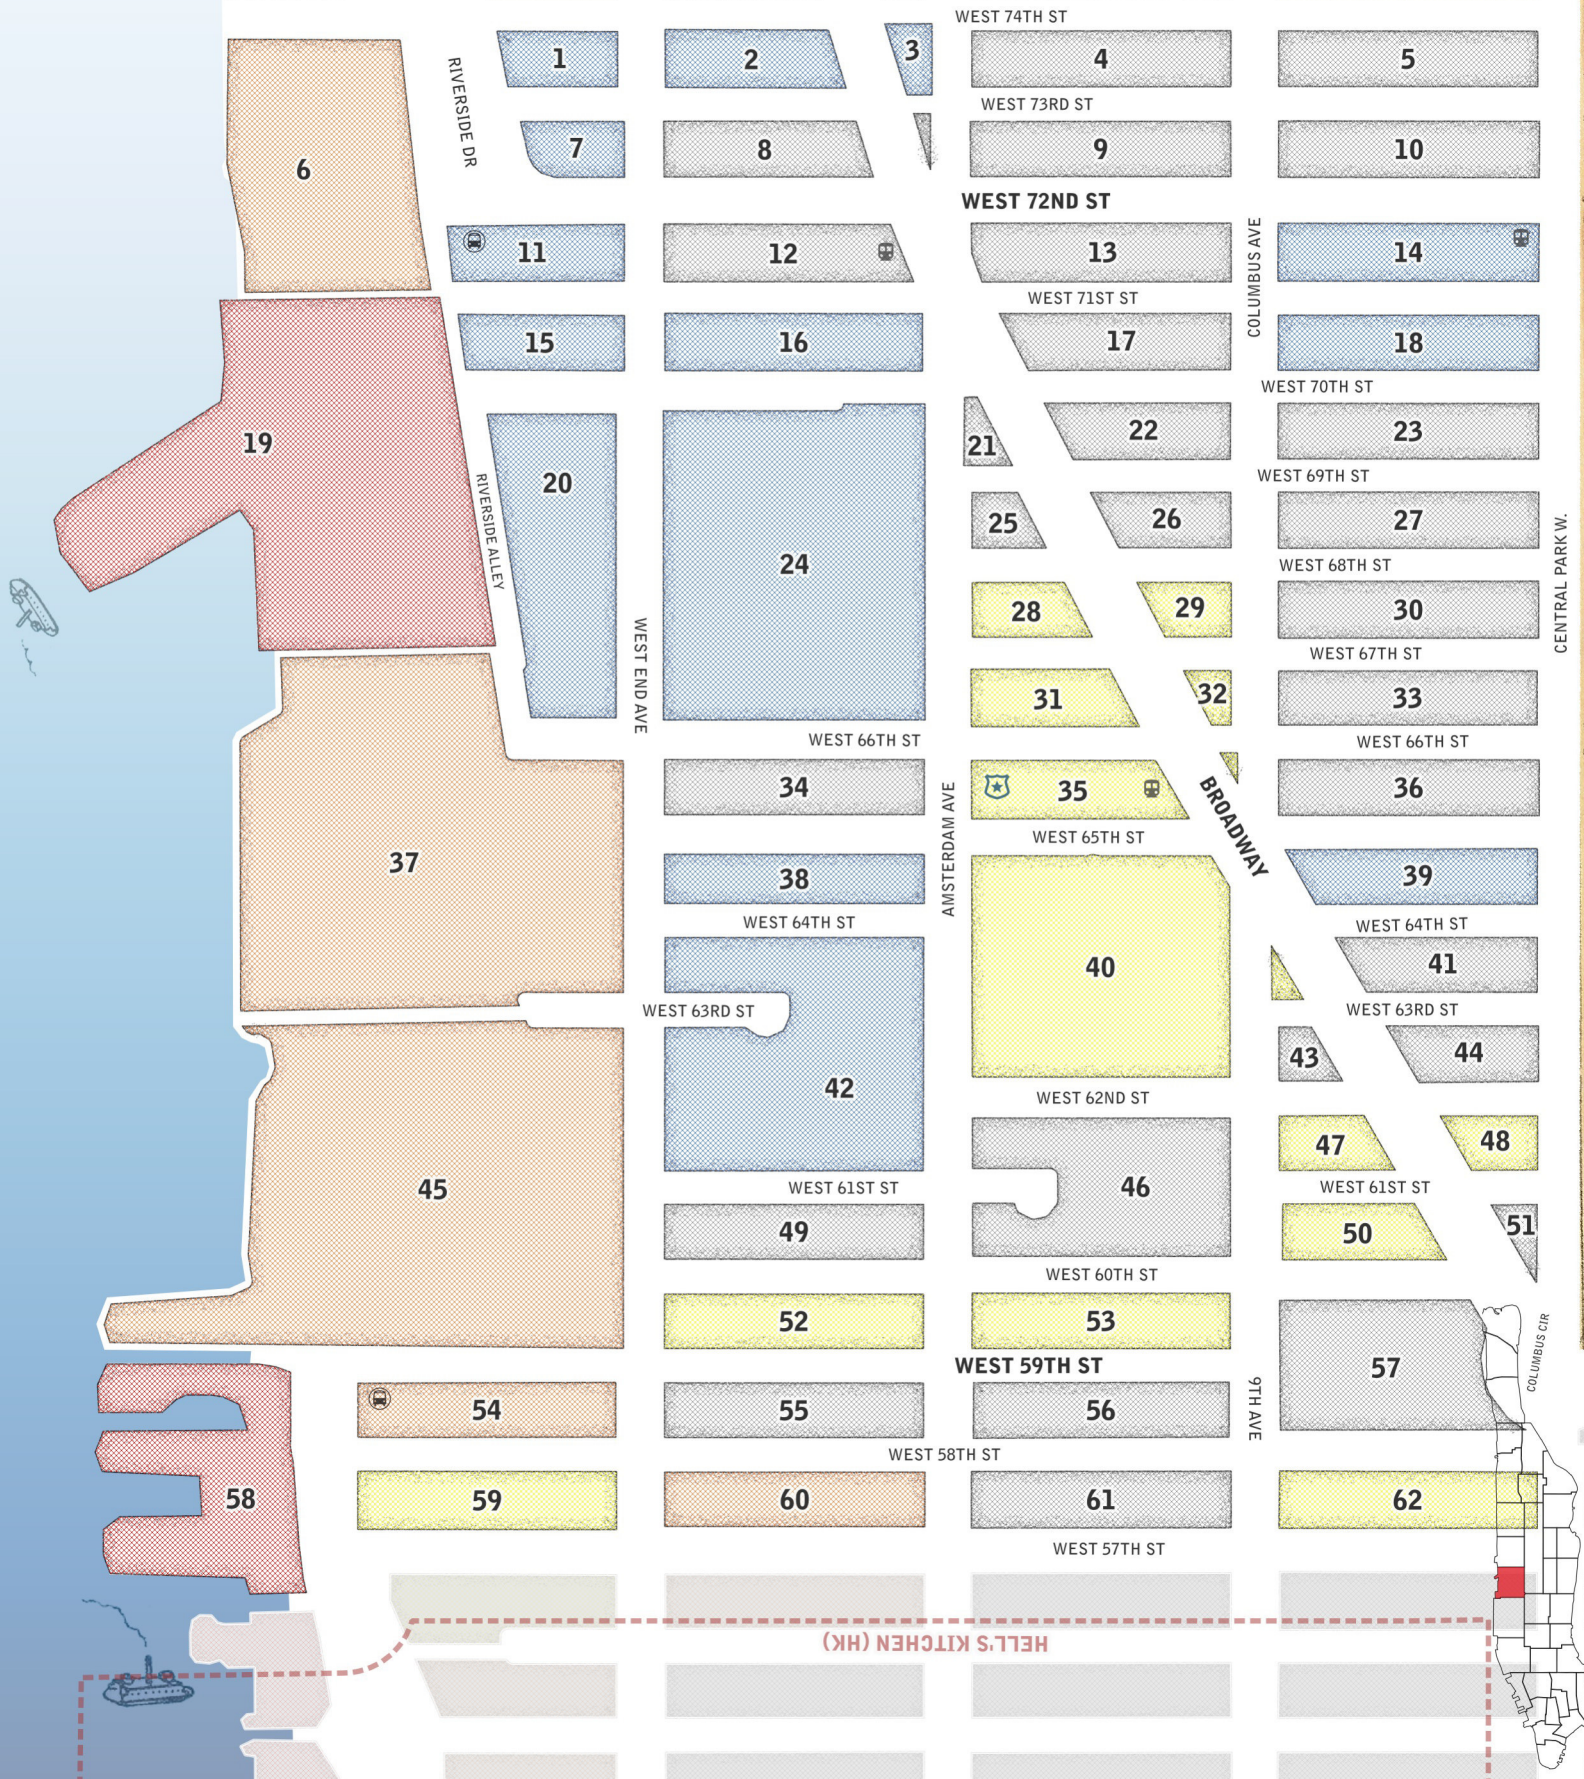 WEST 74TH ST
1
2
3
4
5
WEST 73RD ST
RIVERSIDE DR
6
7
8
9
10
WEST 72ND ST
11
12
13
14
COLUMBUS AVE
WEST 71ST ST
15
16
17
18
WEST 70TH ST
19
20
21
22
23
WEST 69TH ST
RIVERSIDE ALLEY
24
25
26
27
CENTRAL PARK W.
WEST 68TH ST
28
29
30
WEST 67TH ST
WEST END AVE
31
32
33
WEST 66TH ST
WEST 66TH ST
34
35
36
BROADWAY
AMSTERDAM AVE
WEST 65TH ST
37
38
39
WEST 64TH ST
WEST 64TH ST
40
41
WEST 63RD ST
WEST 63RD ST
42
43
44
WEST 62ND ST
45
46
47
48
WEST 61ST ST
WEST 61ST ST
49
50
51
WEST 60TH ST
52
53
WEST 59TH ST
57
COLUMBUS CIR
9TH AVE
54
55
56
WEST 58TH ST
58
59
60
61
62
WEST 57TH ST
HELL'S KITCHEN (HK)